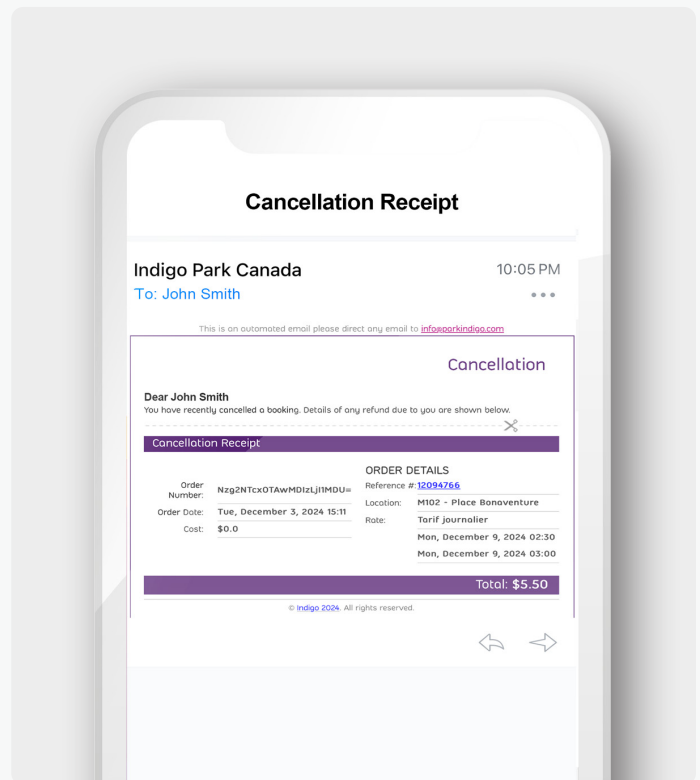 Cancellation Receipt
Indigo Park Canada
10:05 PM
To: John Smith
This is an automated email please direct any email to info@parkindigo.com
Cancellation
Dear John Smith
You have recently cancelled a booking. Details of any refund due to you are shown below.
Cancellation Receipt
Order Number: Nzg2NTcxOTAwMDIzLjI1MDU=
Order Date: Tue, December 3, 2024 15:11
Cost: $0.0
ORDER DETAILS
Reference #: 12094766
Location: M102 - Place Bonaventure
Rate: Tarif journalier
Mon, December 9, 2024 02:30
Mon, December 9, 2024 03:00
Total: $5.50
© Indigo 2024. All rights reserved.